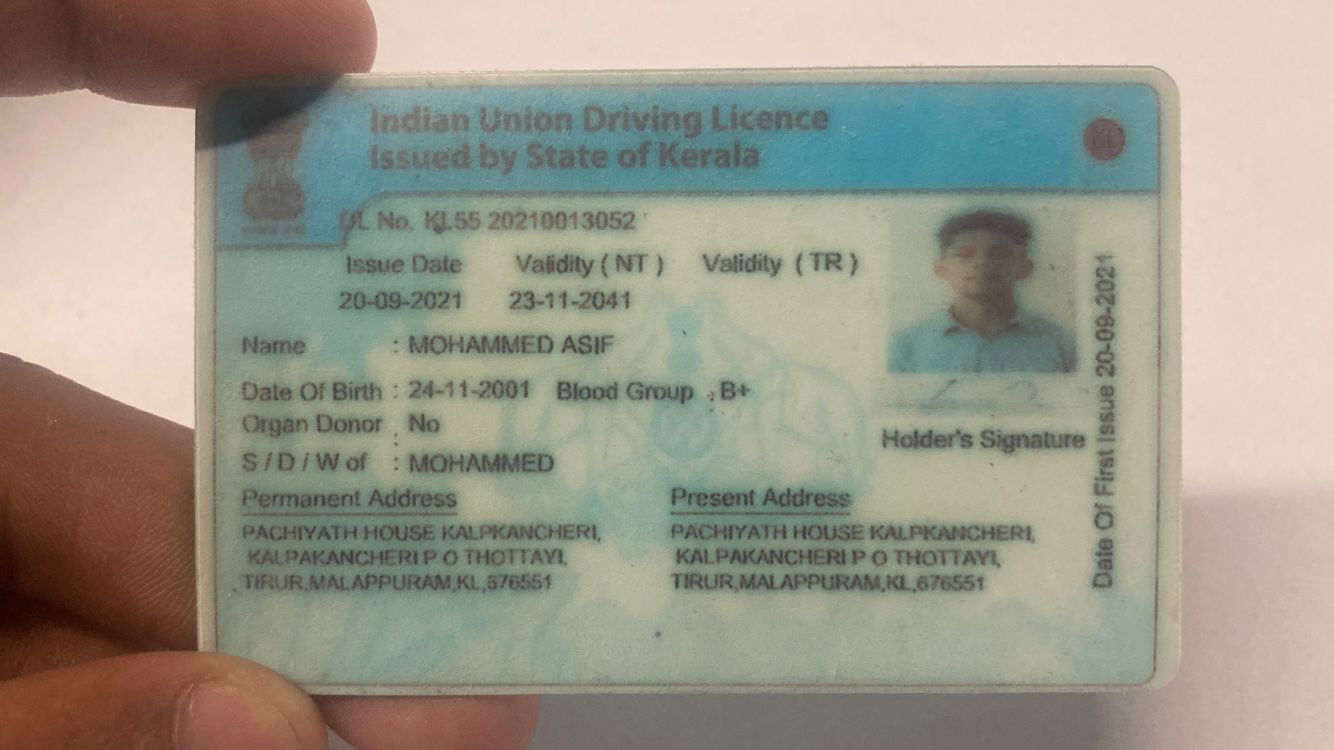 Indian Union Driving Licence
Issued by State of Kerala
DL No. KL55 20210013052
Issue Date Validity ( NT ) Validity ( TR )
20-09-2021 23-11-2041
Name : MOHAMMED ASIF
Date Of Birth : 24-11-2001 Blood Group : B+
Organ Donor : No
S / D / W of : MOHAMMED
Holder's Signature
Permanent Address
PACHIYATH HOUSE KALPKANCHERI,
KALPAKANCHERI P O THOTTAYI,
TIRUR,MALAPPURAM,KL,676551
Present Address
PACHIYATH HOUSE KALPKANCHERI,
KALPAKANCHERI P O THOTTAYI,
TIRUR,MALAPPURAM,KL,676551
Date Of First Issue 20-09-2021